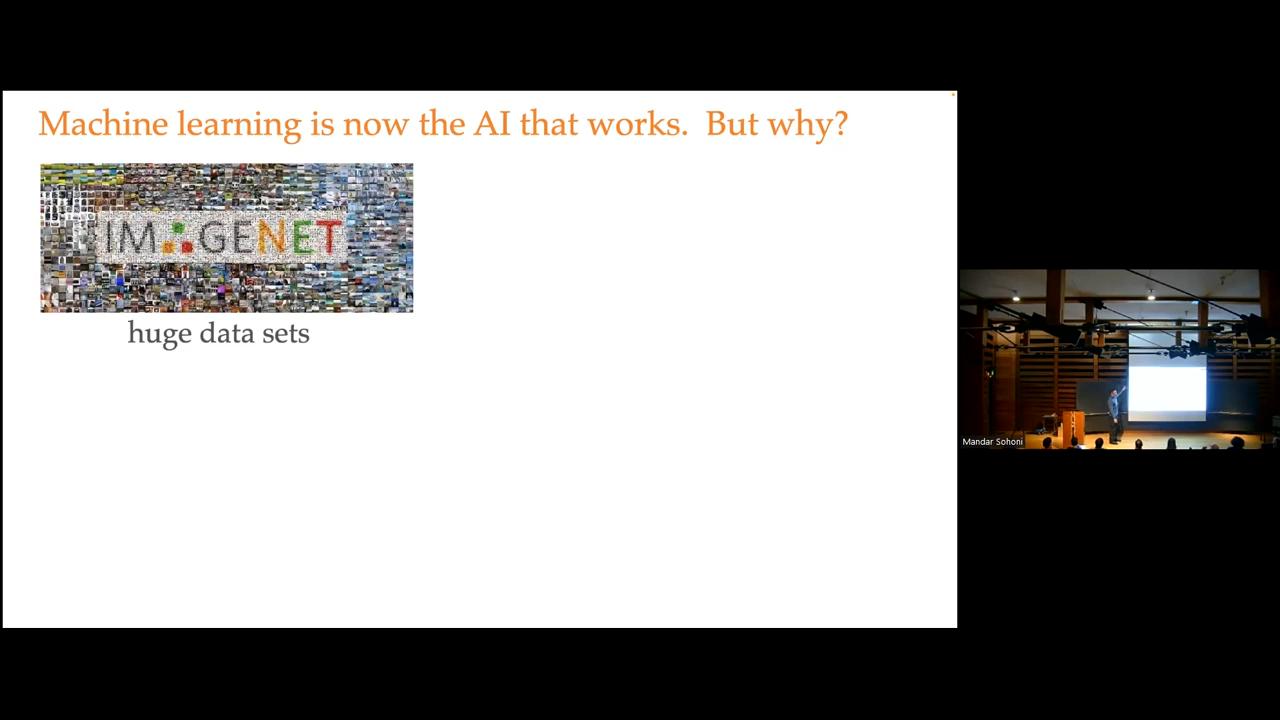 Machine learning is now the AI that works. But why?
IMAGENET
huge data sets
Mandar Sohoni